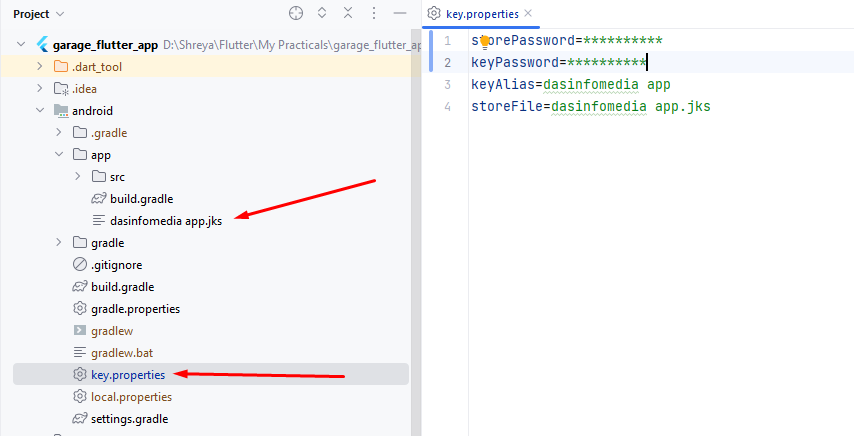 Project
garage_flutter_app D:\Shreya\Flutter\My Practicals\garage_flutter_ap
.dart_tool
.idea
android
.gradle
app
src
build.gradle
dasinfomedia app.jks
gradle
.gitignore
build.gradle
gradle.properties
gradlew
gradlew.bat
key.properties
local.properties
settings.gradle
key.properties
1 storePassword=**********
2 keyPassword=**********
3 keyAlias=dasinfomedia app
4 storeFile=dasinfomedia app.jks